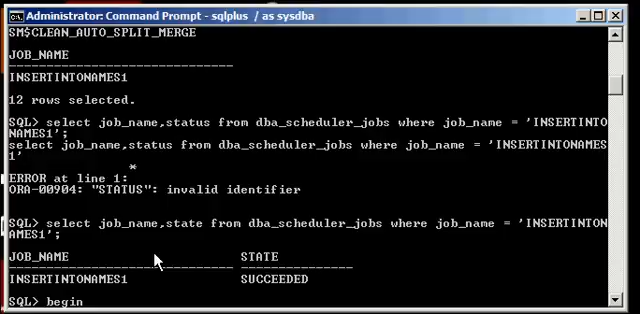 Administrator: Command Prompt - sqlplus / as sysdba
SM$CLEAN_AUTO_SPLIT_MERGE
JOB_NAME
------------------------------
INSERTINTONAMES1
12 rows selected.
SQL> select job_name,status from dba_scheduler_jobs where job_name = 'INSERTINTO
NAMES1';
select job_name,status from dba_scheduler_jobs where job_name = 'INSERTINTONAMES
1'
*
ERROR at line 1:
ORA-00904: "STATUS": invalid identifier
SQL> select job_name,state from dba_scheduler_jobs where job_name = 'INSERTINTON
AMES1';
JOB_NAME STATE
------------------------------ ---------------
INSERTINTONAMES1 SUCCEEDED
SQL> begin